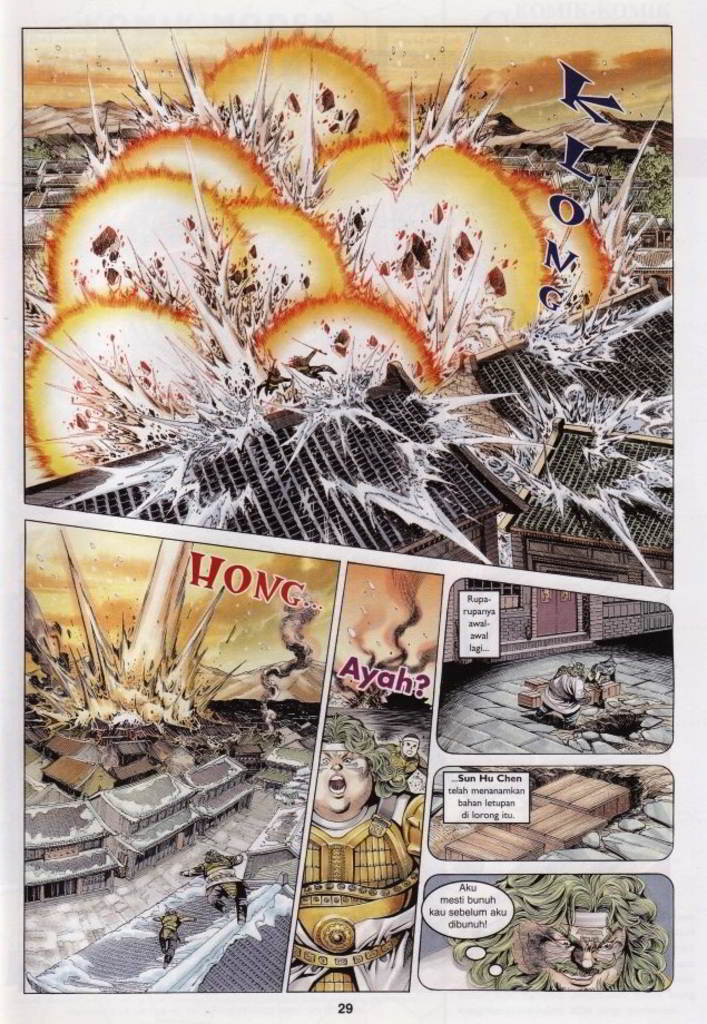 KLONG
HONG...
Ayah?
Rupa-
rupanya
awal-
awal
lagi...
...Sun Hu Chen
telah menanamkan
bahan letupan
di lorong itu.
Aku
mesti bunuh
kau sebelum aku
dibunuh!
29